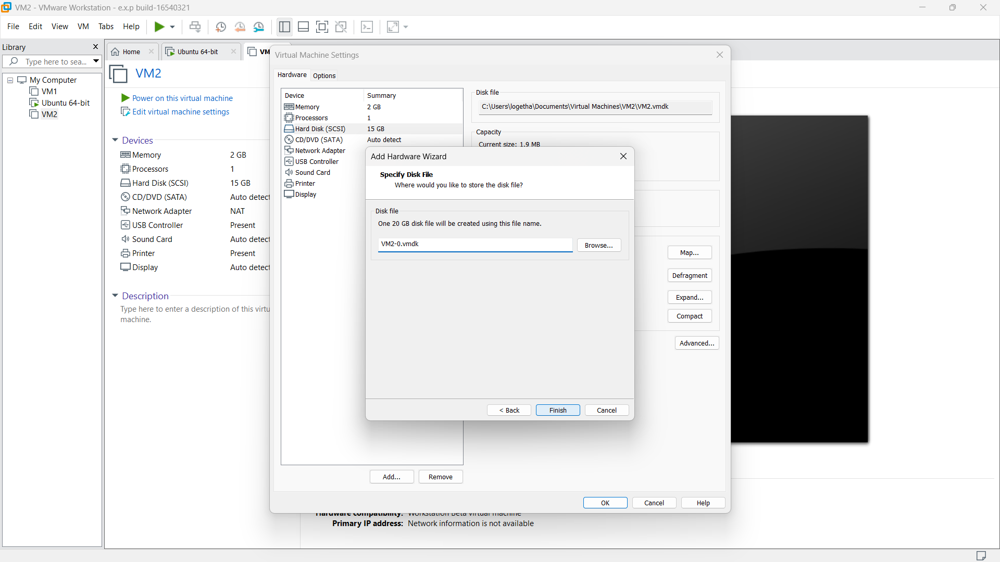 VM2 - VMware Workstation - e.x.p build-16540321
File Edit View VM Tabs Help
Library
Type here to sea...
My Computer
VM1
Ubuntu 64-bit
VM2
Home
Ubuntu 64-bit
VM
VM2
Power on this virtual machine
Edit virtual machine settings
Devices
Memory 2 GB
Processors 1
Hard Disk (SCSI) 15 GB
CD/DVD (SATA) Auto detect
Network Adapter NAT
USB Controller Present
Sound Card Auto detect
Printer Present
Display Auto detect
Description
Type here to enter a description of this virtu
machine.
Virtual Machine Settings
Hardware Options
Device Summary
Memory 2 GB
Processors 1
Hard Disk (SCSI) 15 GB
CD/DVD (SATA) Auto detect
Network Adapter
USB Controller
Sound Card
Printer
Display
Add... Remove
Disk file
C:\Users\logetha\Documents\Virtual Machines\VM2\VM2.vmdk
Capacity
Current size: 1.9 MB
Map...
Defragment
Expand...
Compact
Advanced...
OK Cancel Help
Add Hardware Wizard
Specify Disk File
Where would you like to store the disk file?
Disk file
One 20 GB disk file will be created using this file name.
VM2-0.vmdk
Browse...
< Back Finish Cancel
Hardware compatibility: Workstation Beta virtual machine
Primary IP address: Network information is not available